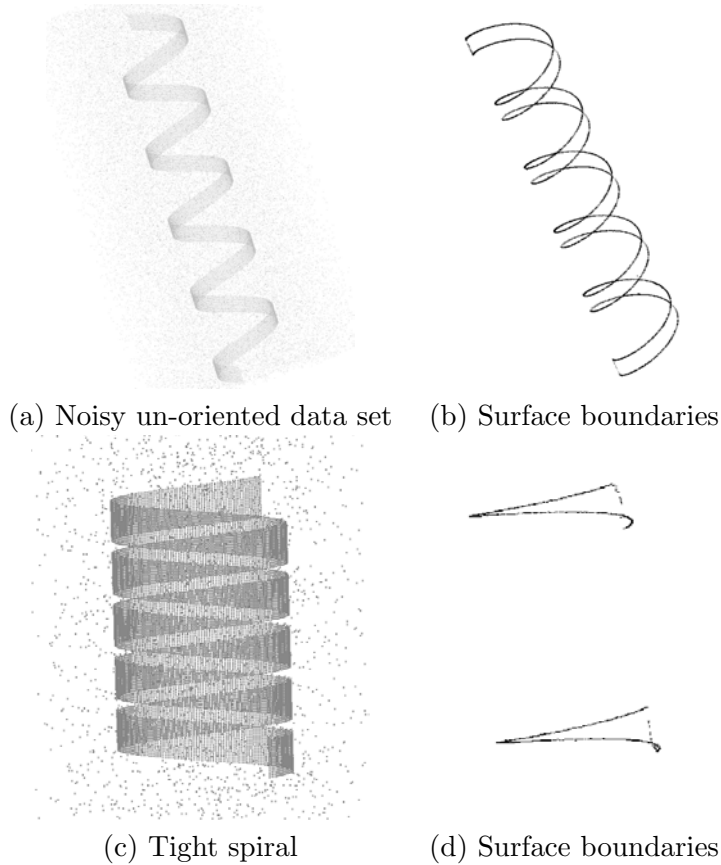 (a) Noisy un-oriented data set
(b) Surface boundaries
(c) Tight spiral
(d) Surface boundaries